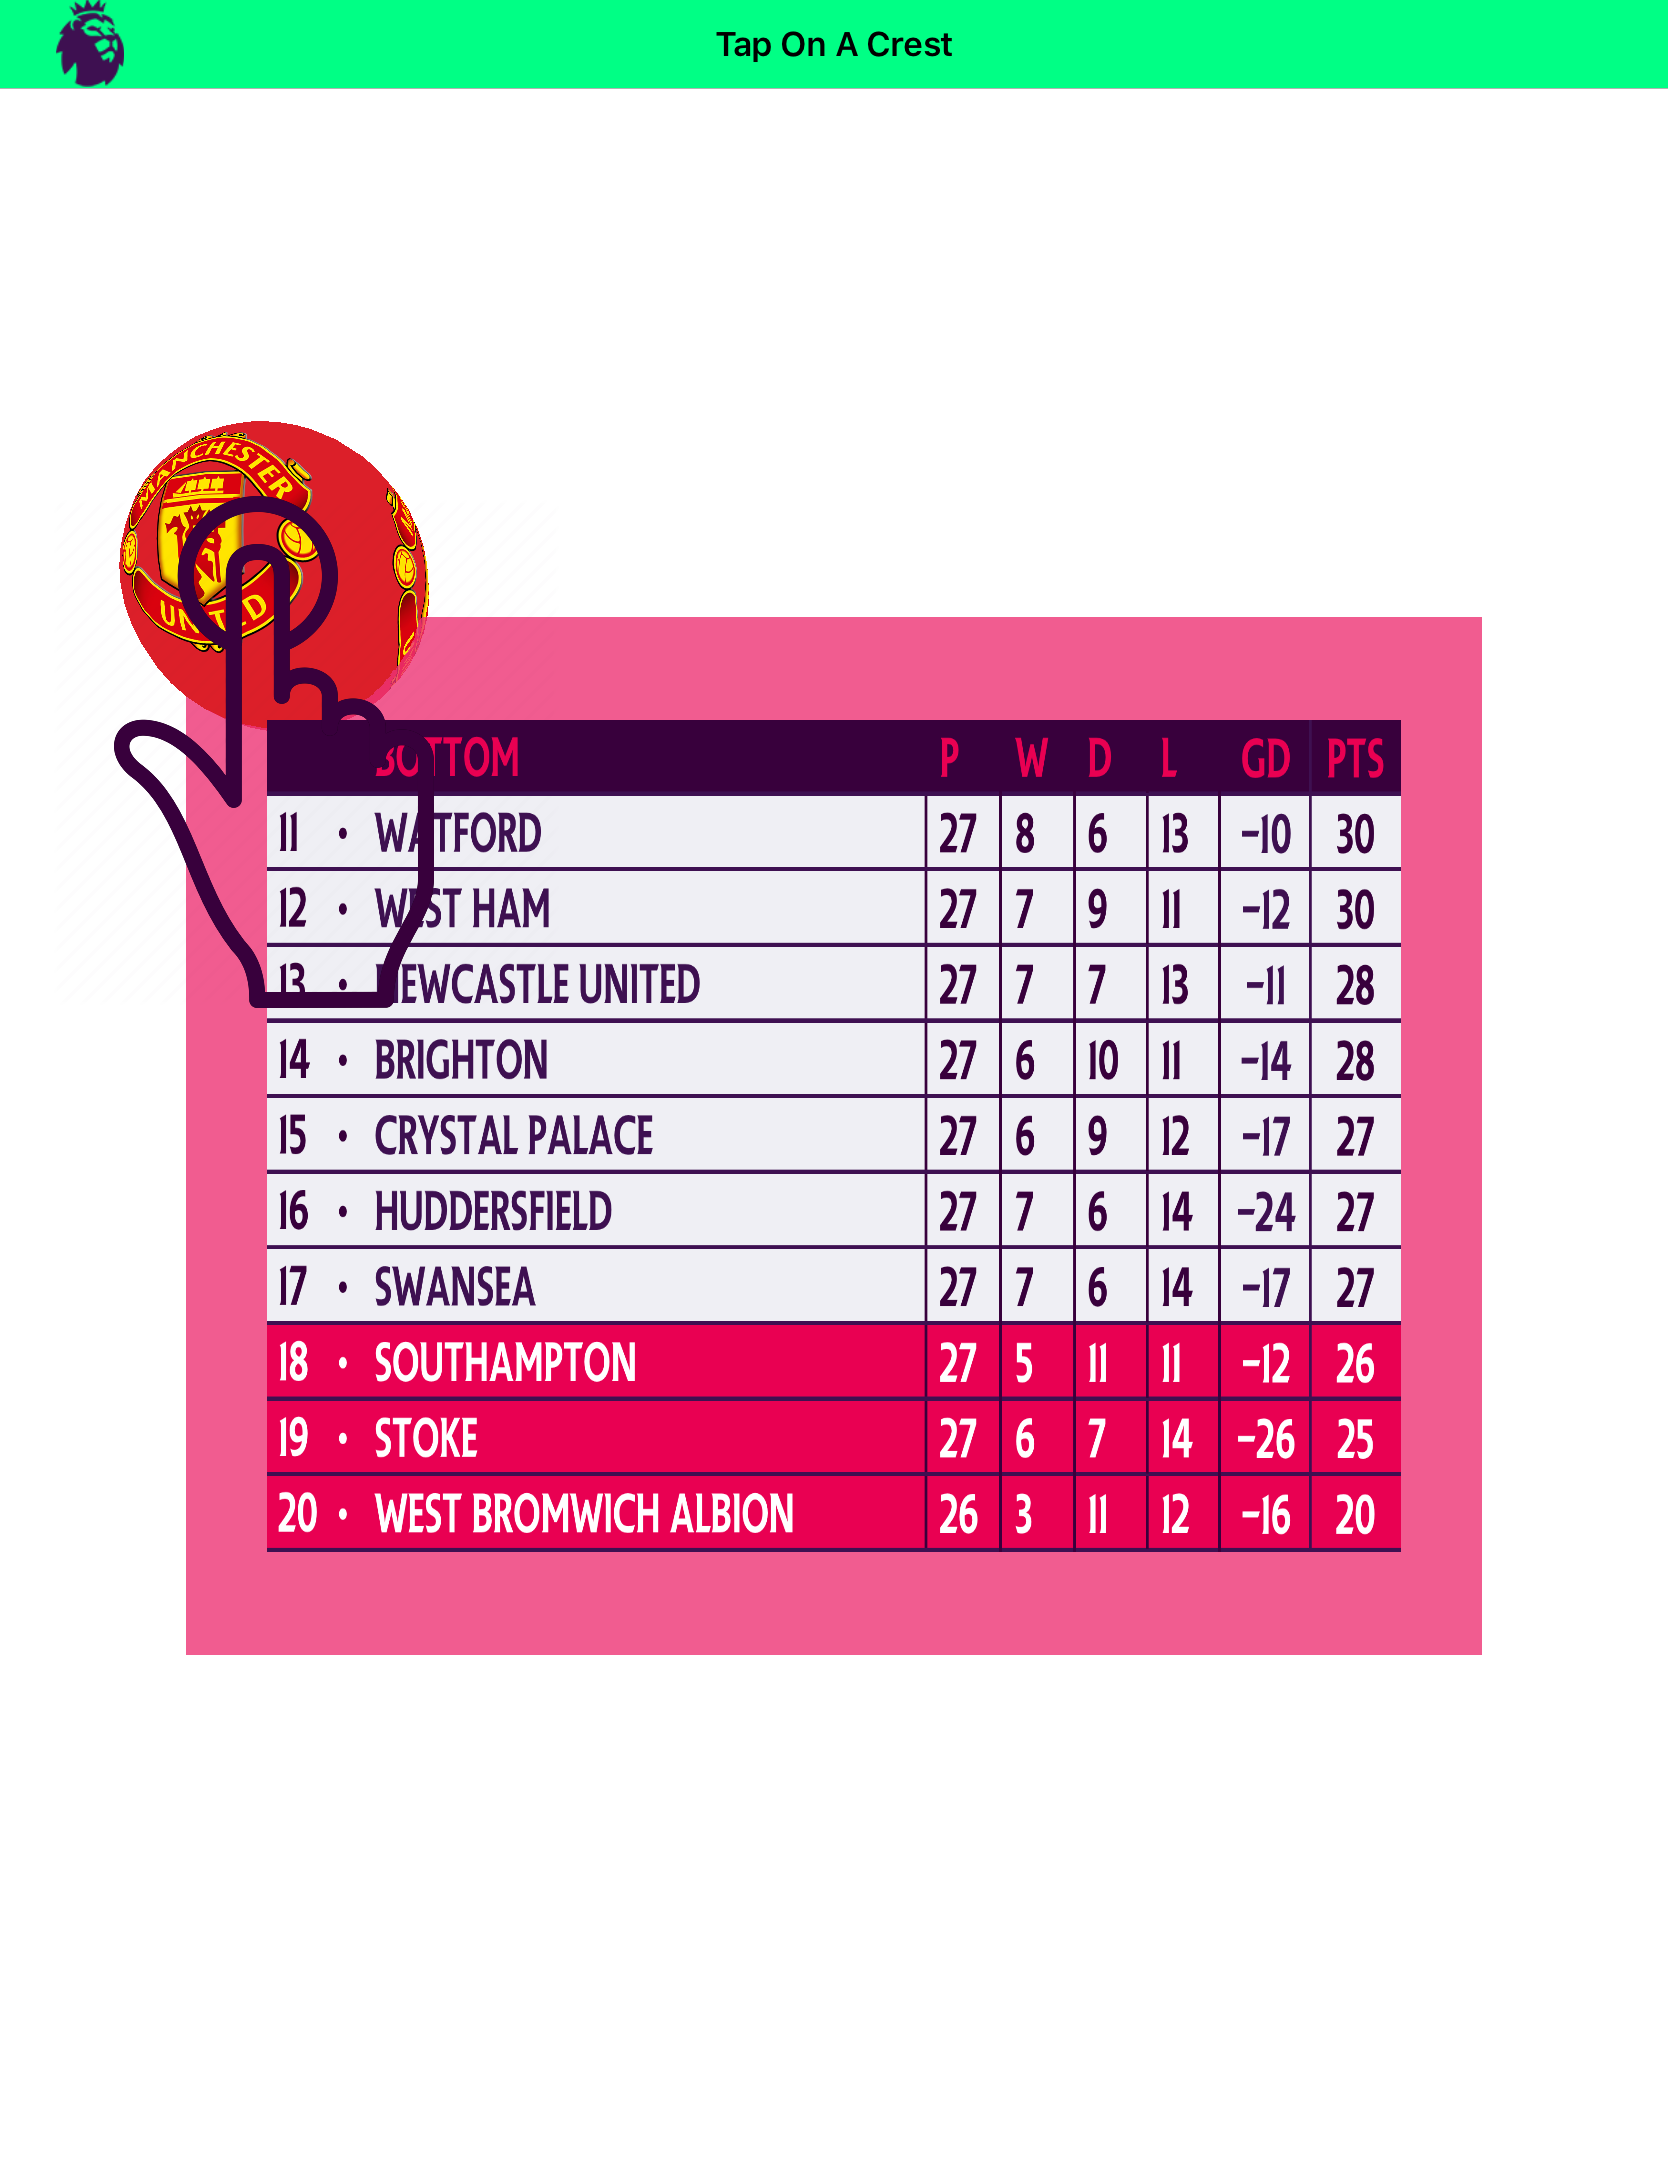 Tap On A Crest
MANCHESTER
UNITED
BOTTOM P W D L GD PTS
11 • WATFORD 27 8 6 13 −10 30
12 • WEST HAM 27 7 9 11 −12 30
13 • NEWCASTLE UNITED 27 7 7 13 −11 28
14 • BRIGHTON 27 6 10 11 −14 28
15 • CRYSTAL PALACE 27 6 9 12 −17 27
16 • HUDDERSFIELD 27 7 6 14 −24 27
17 • SWANSEA 27 7 6 14 −17 27
18 • SOUTHAMPTON 27 5 11 11 −12 26
19 • STOKE 27 6 7 14 −26 25
20 • WEST BROMWICH ALBION 26 3 11 12 −16 20